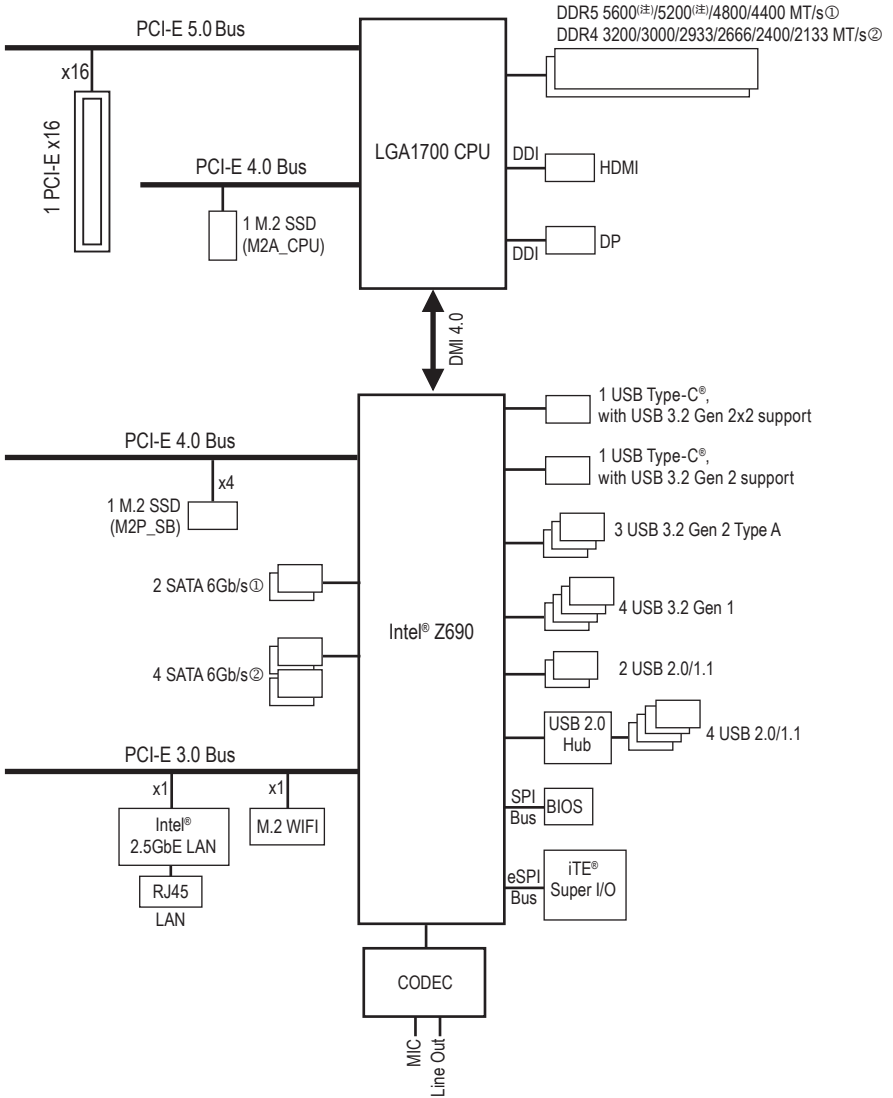 DDR5 5600(注)/5200(注)/4800/4400 MT/s①
DDR4 3200/3000/2933/2666/2400/2133 MT/s②
PCI-E 5.0 Bus
x16
1 PCI-E x16
LGA1700 CPU
DDI
HDMI
PCI-E 4.0 Bus
1 M.2 SSD
(M2A_CPU)
DP
DDI
DMI 4.0
1 USB Type-C®,
with USB 3.2 Gen 2x2 support
PCI-E 4.0 Bus
x4
1 M.2 SSD
(M2P_SB)
1 USB Type-C®,
with USB 3.2 Gen 2 support
3 USB 3.2 Gen 2 Type A
2 SATA 6Gb/s①
4 USB 3.2 Gen 1
Intel® Z690
4 SATA 6Gb/s②
2 USB 2.0/1.1
USB 2.0
Hub
4 USB 2.0/1.1
PCI-E 3.0 Bus
x1
x1
Intel®
2.5GbE LAN
M.2 WIFI
RJ45
LAN
SPI
Bus
BIOS
eSPI
Bus
iTE®
Super I/O
CODEC
MIC
Line Out